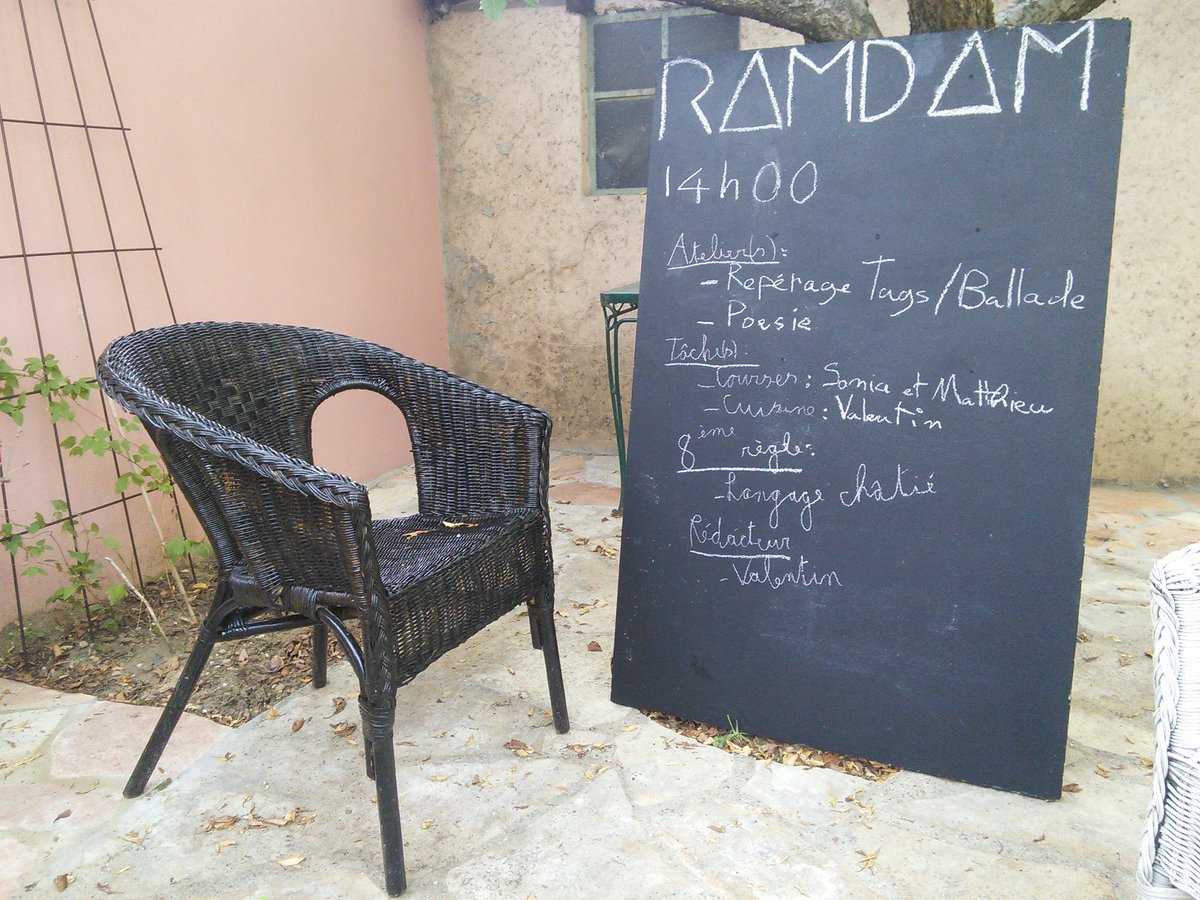 RAMDAM
14h00
Atelier(s):
- Repérage Tags/Ballade
- Poesie
Tâche(s).
- Courses : Sonia et Matthieu
- Cuisine : Valentin
8ème règle:
- Langage châtié
Rédacteur
- Valentin